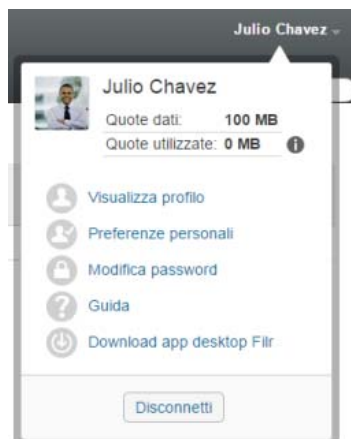 Julio Chavez
Julio Chavez
Quote dati: 100 MB
Quote utilizzate: 0 MB
Visualizza profilo
Preferenze personali
Modifica password
Guida
Download app desktop Filr
Disconnetti